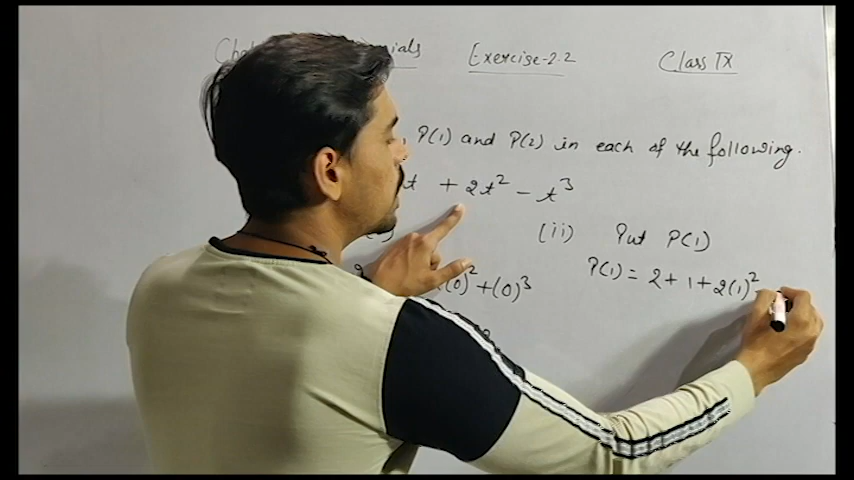 Exercise-2.2 Class IX
P(1) and P(2) in each of the following.
t + 2t² - t³
(ii) Put P(1)
(0)² + (0)³ P(1) = 2 + 1 + 2(1)² -